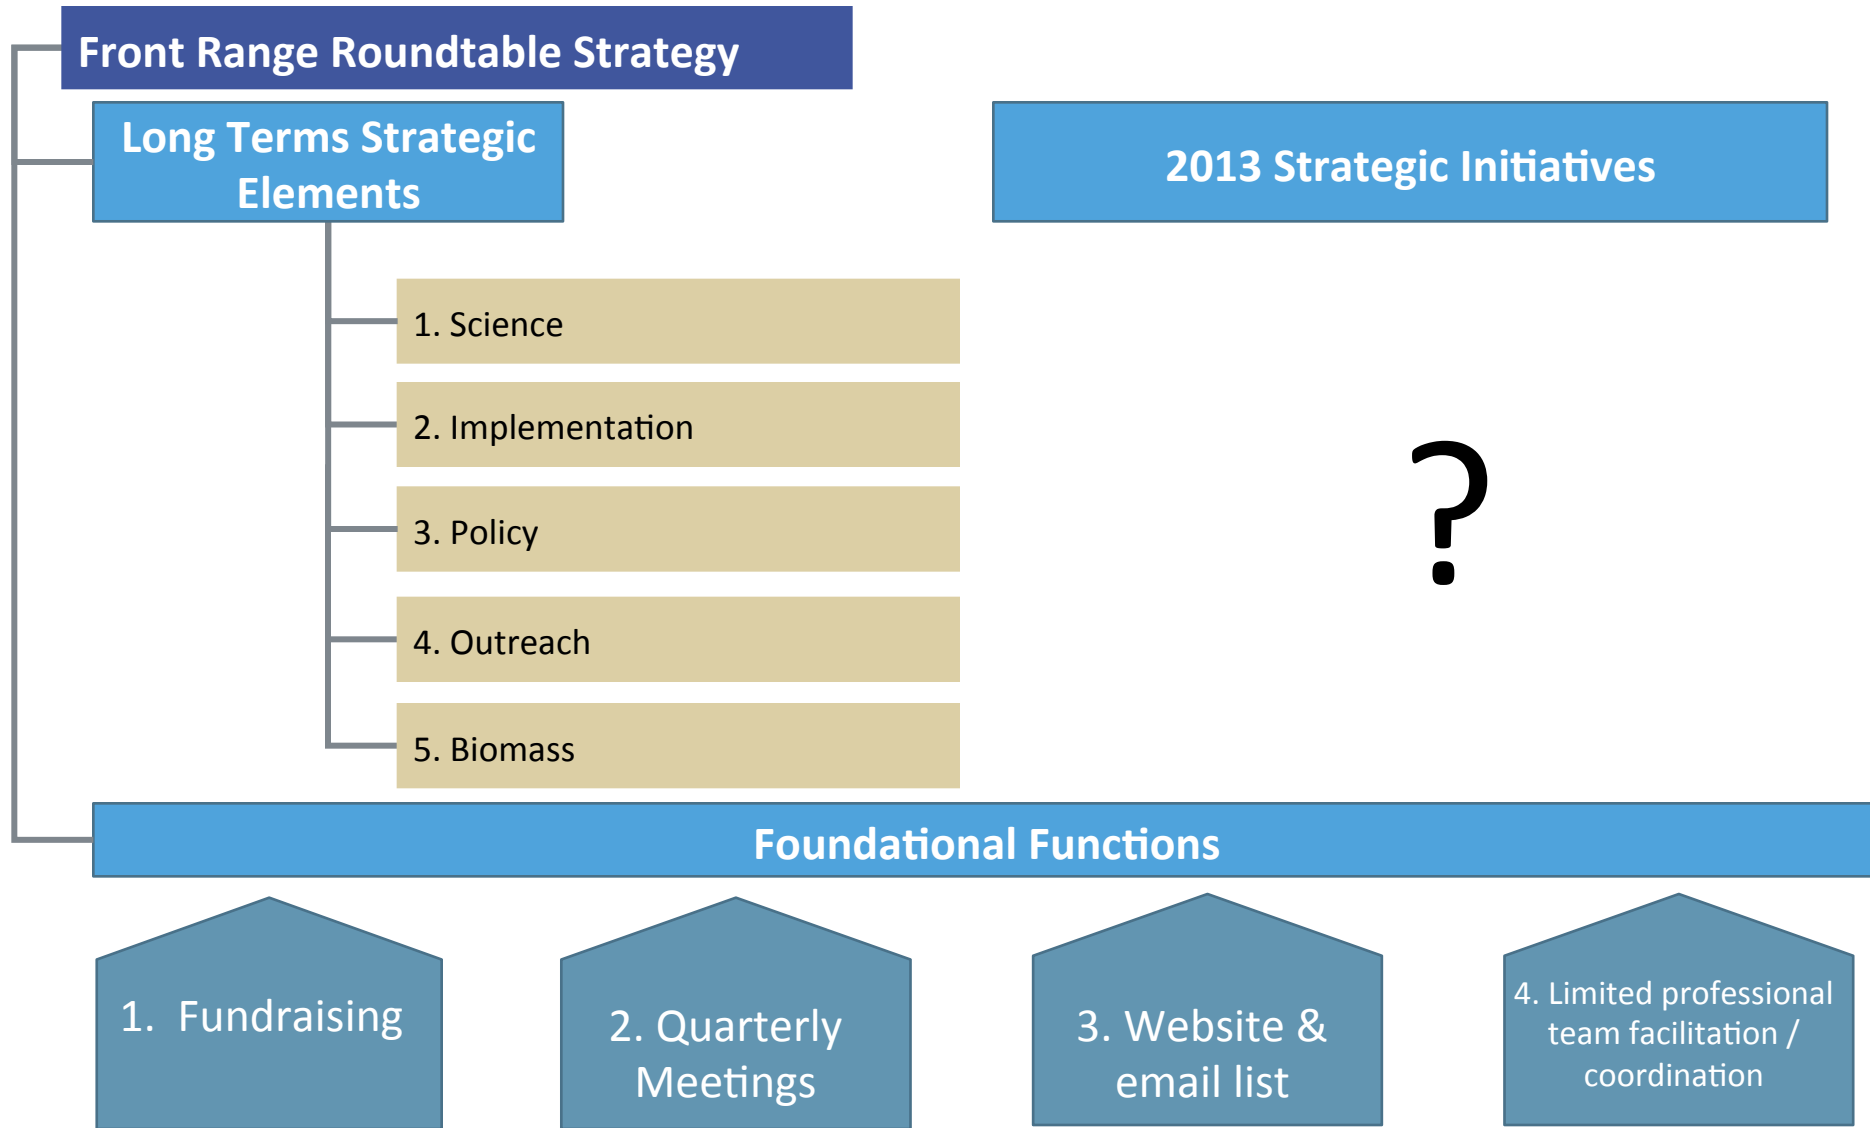 Front Range Roundtable Strategy
Long Terms Strategic
Elements
2013 Strategic Initiatives
1. Science
2. Implementation
3. Policy
4. Outreach
5. Biomass
?
Foundational Functions
1. Fundraising
2. Quarterly
Meetings
3. Website &
email list
4. Limited professional
team facilitation /
coordination